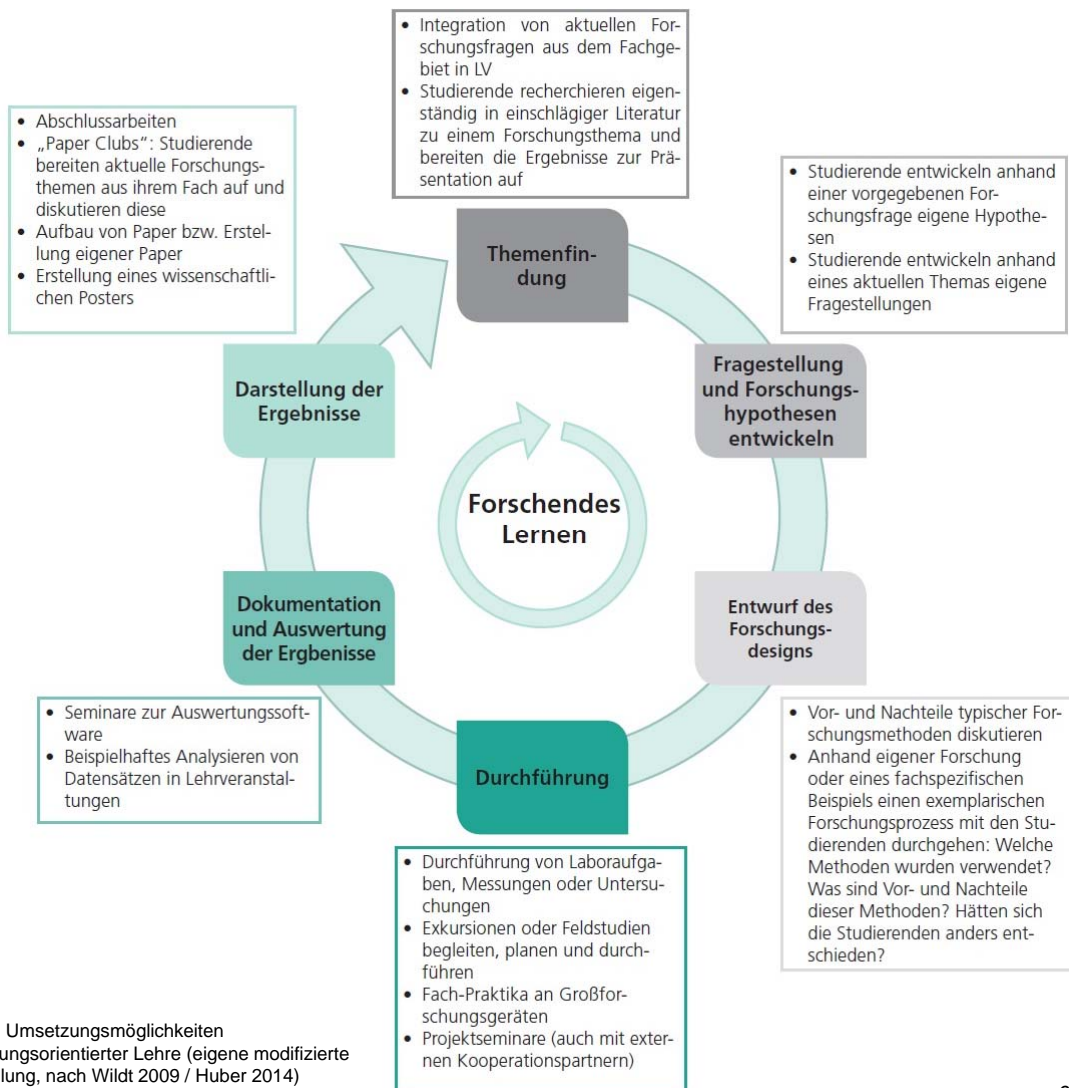 • Integration von aktuellen For-
schungsfragen aus dem Fachge-
biet in LV
• Studierende recherchieren eigen-
ständig in einschlägiger Literatur
zu einem Forschungsthema und
bereiten die Ergebnisse zur Prä-
sentation auf
• Abschlussarbeiten
• „Paper Clubs“: Studierende
bereiten aktuelle Forschungs-
themen aus ihrem Fach auf und
diskutieren diese
• Aufbau von Paper bzw. Erstel-
lung eigener Paper
• Erstellung eines wissenschaftli-
chen Posters
• Studierende entwickeln anhand
einer vorgegebenen For-
schungsfrage eigene Hypothe-
sen
• Studierende entwickeln anhand
eines aktuellen Themas eigene
Fragestellungen
Themenfin-
dung
Fragestellung
und Forschungs-
hypothesen
entwickeln
Darstellung der
Ergebnisse
Forschendes
Lernen
Entwurf des
Forschungs-
designs
Dokumentation
und Auswertung
der Ergbenisse
• Vor- und Nachteile typischer For-
schungsmethoden diskutieren
• Anhand eigener Forschung
oder eines fachspezifischen
Beispiels einen exemplarischen
Forschungsprozess mit den Stu-
dierenden durchgehen: Welche
Methoden wurden verwendet?
Was sind Vor- und Nachteile
dieser Methoden? Hätten sich
die Studierenden anders ent-
schieden?
• Seminare zur Auswertungssoft-
ware
• Beispielhaftes Analysieren von
Datensätzen in Lehrveranstal-
tungen
Durchführung
• Durchführung von Laboraufga-
ben, Messungen oder Untersu-
chungen
• Exkursionen oder Feldstudien
begleiten, planen und durch-
führen
• Fach-Praktika an Großfor-
schungsgeräten
• Projektseminare (auch mit exter-
nen Kooperationspartnern)
Umsetzungsmöglichkeiten
ungsorientierter Lehre (eigene modifizierte
llung, nach Wildt 2009 / Huber 2014)